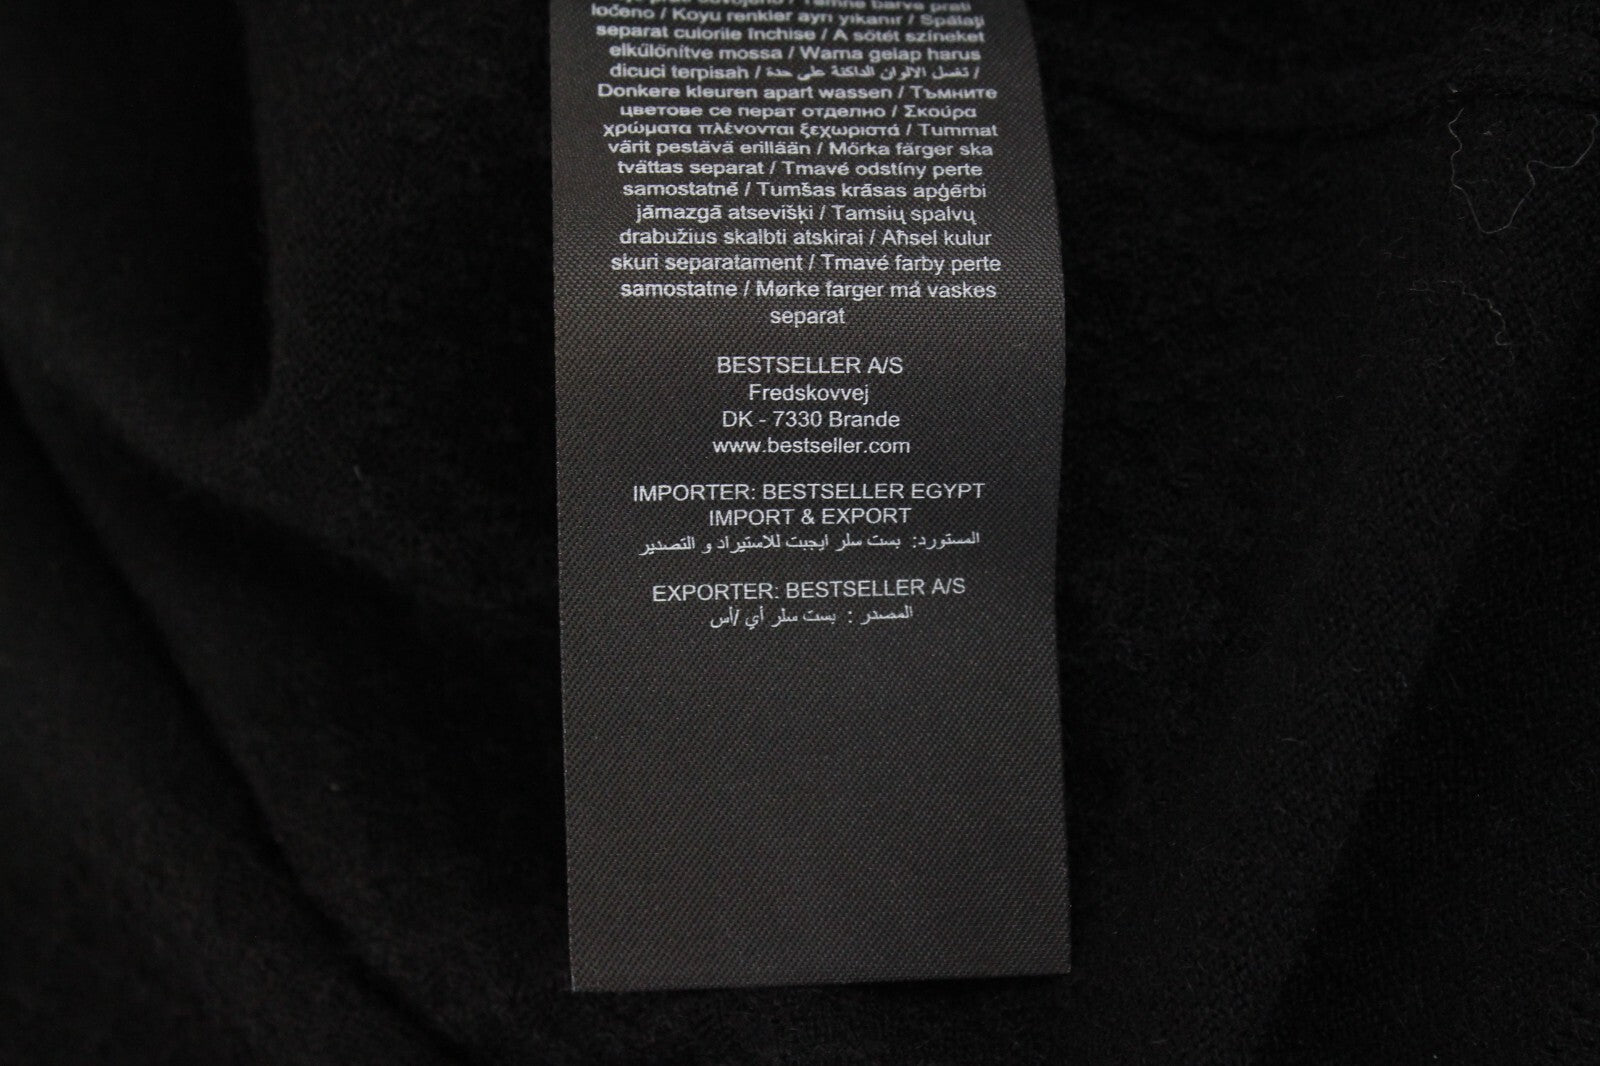 barve prati
ločeno / Koyu renkler ayrı yıkanır / Spălați
separat culorile închise / A sötét színeket
elkülönítve mossa / Warna gelap harus
dicuci terpisah / تغسل الالوان الداكنة على حدة /
Donkere kleuren apart wassen / Тъмните
цветове се перат отделно / Σκούρα
χρώματα πλένονται ξεχωριστά / Tummat
värit pestävä erillään / Mörka färger ska
tvättas separat / Tmavé odstíny perte
samostatně / Tumšas krāsas apģērbi
jāmazgā atsevišķi / Tamsių spalvų
drabužius skalbti atskirai / Aħsel kulur
skuri separatament / Tmavé farby perte
samostatne / Mørke farger må vaskes
separat
BESTSELLER A/S
Fredskovvej
DK - 7330 Brande
www.bestseller.com
IMPORTER: BESTSELLER EGYPT
IMPORT & EXPORT
المستورد: بست سلر ايجبت للاستيراد و التصدير
EXPORTER: BESTSELLER A/S
المصدر : بست سلر أي /أس